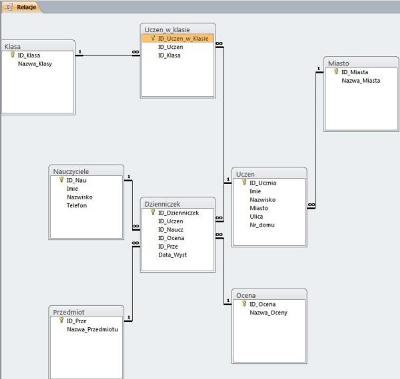 Relacje
Uczen_w_klasie
ID_Uczen_w_Klasie
ID_Uczen
ID_Klasa
Klasa
ID_Klasa
Nazwa_Klasy
Miasto
ID_Miasta
Nazwa_Miasta
Nauczyciele
ID_Nau
Imie
Nazwisko
Telefon
Dzienniczek
ID_Dzienniczek
ID_Uczen
ID_Naucz
ID_Ocena
ID_Prze
Data_Wyst
Uczen
ID_Ucznia
Imie
Nazwisko
Miasto
Ulica
Nr_domu
Przedmiot
ID_Prze
Nazwa_Przedmiotu
Ocena
ID_Ocena
Nazwa_Oceny
1
∞
∞
1
∞
1
∞
1
∞
∞
∞
1
1
1